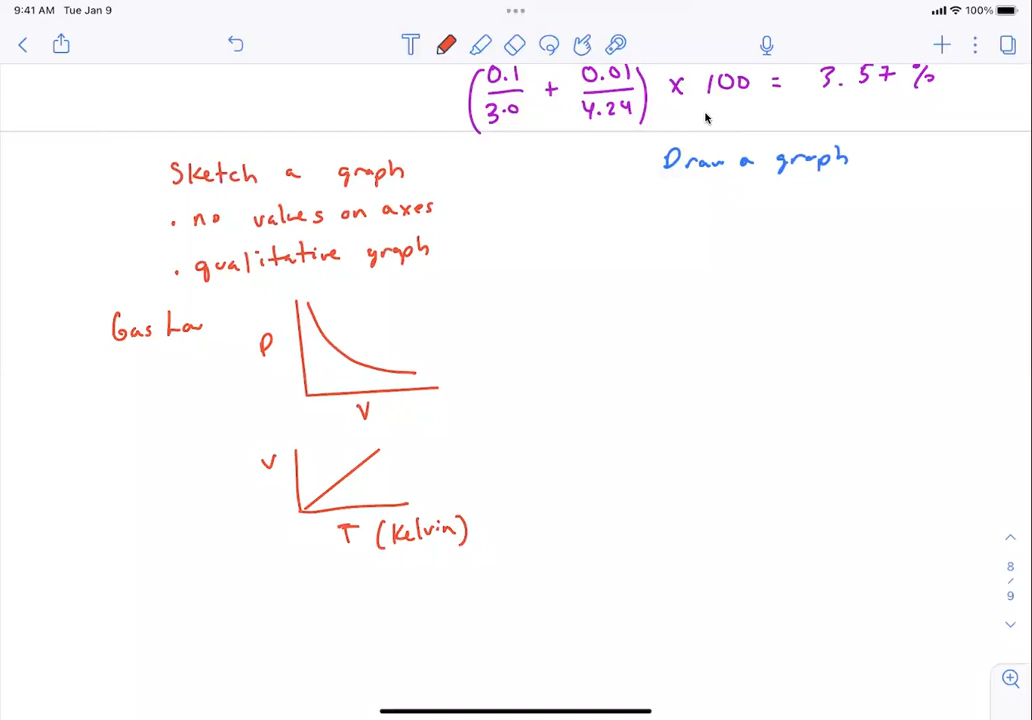 9:41 AM Tue Jan 9
100%
T
(0.1/3.0 + 0.01/4.24) x 100 = 3.57 %
Sketch a graph
Draw a graph
. no values on axes
. qualitative graph
Gas Law
P
V
V
T (Kelvin)
8
/
9